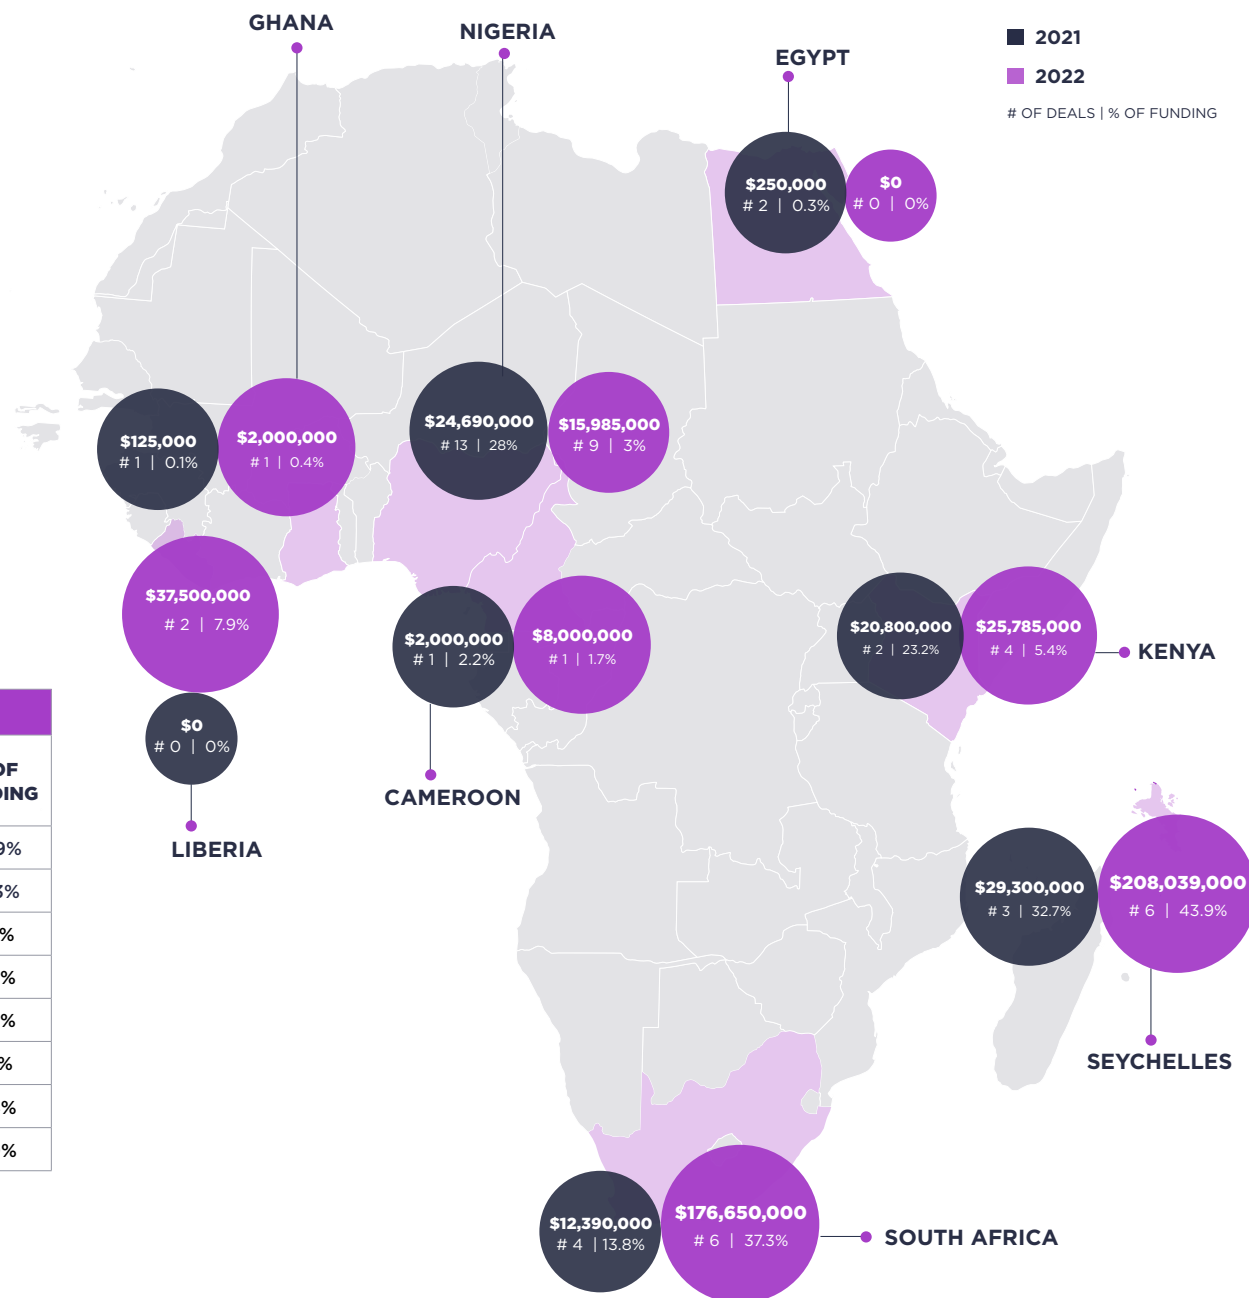 GHANA
NIGERIA
EGYPT
2021
2022
# OF DEALS | % OF FUNDING
$250,000
# 2 | 0.3%
$0
# 0 | 0%
$125,000
# 1 | 0.1%
$2,000,000
# 1 | 0.4%
$24,690,000
# 13 | 28%
$15,985,000
# 9 | 3%
$37,500,000
# 2 | 7.9%
$0
# 0 | 0%
LIBERIA
$2,000,000
# 1 | 2.2%
$8,000,000
# 1 | 1.7%
CAMEROON
$20,800,000
# 2 | 23.2%
$25,785,000
# 4 | 5.4%
KENYA
$29,300,000
# 3 | 32.7%
$208,039,000
# 6 | 43.9%
SEYCHELLES
$12,390,000
# 4 | 13.8%
$176,650,000
# 6 | 37.3%
SOUTH AFRICA
OF
%
%
%
%
%
%
%
%